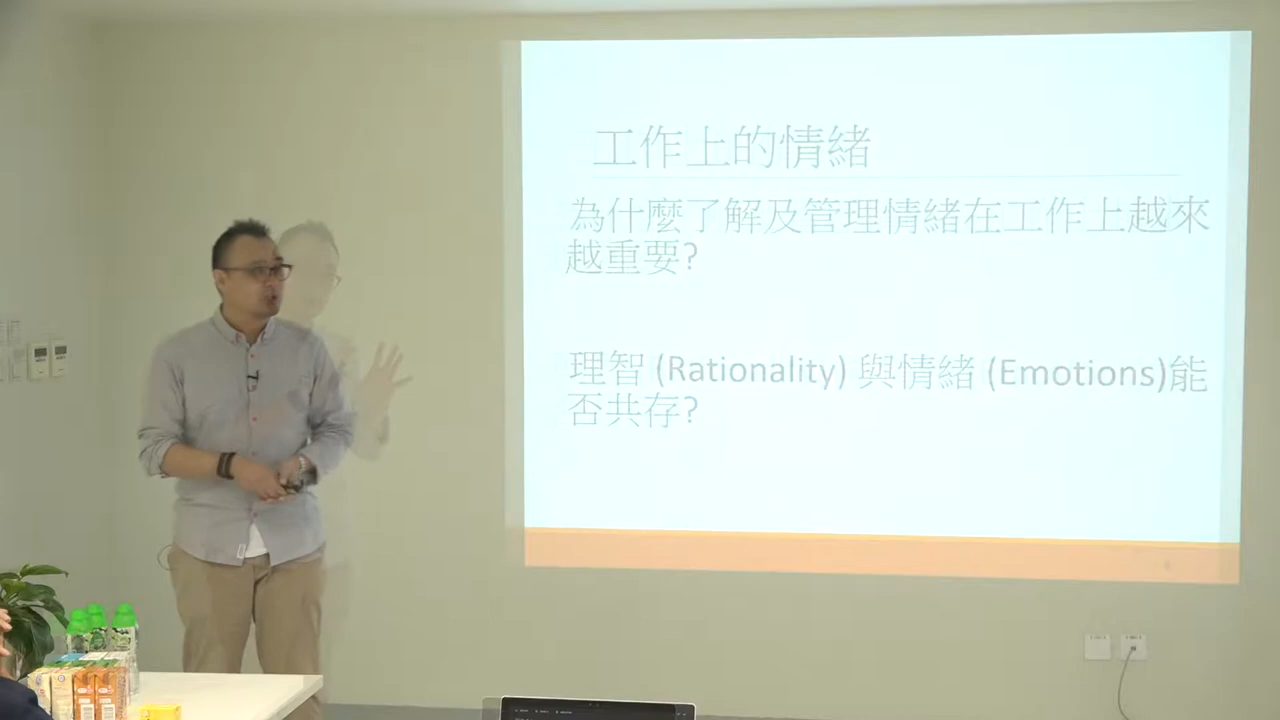 工作上的情緒
為什麼了解及管理情緒在工作上越來
越重要?
理智 (Rationality) 與情緒 (Emotions)能
否共存?